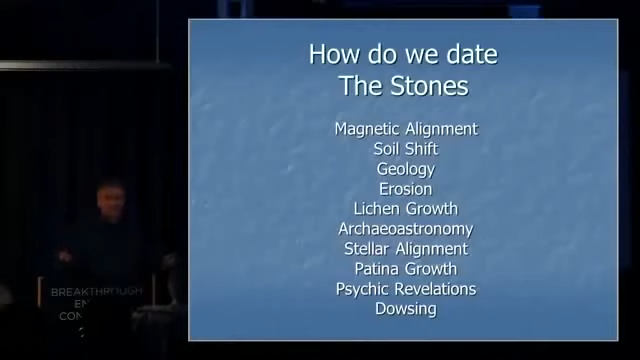 How do we date
The Stones
Magnetic Alignment
Soil Shift
Geology
Erosion
Lichen Growth
Archaeoastronomy
Stellar Alignment
Patina Growth
Psychic Revelations
Dowsing
BREAKTHROUGH